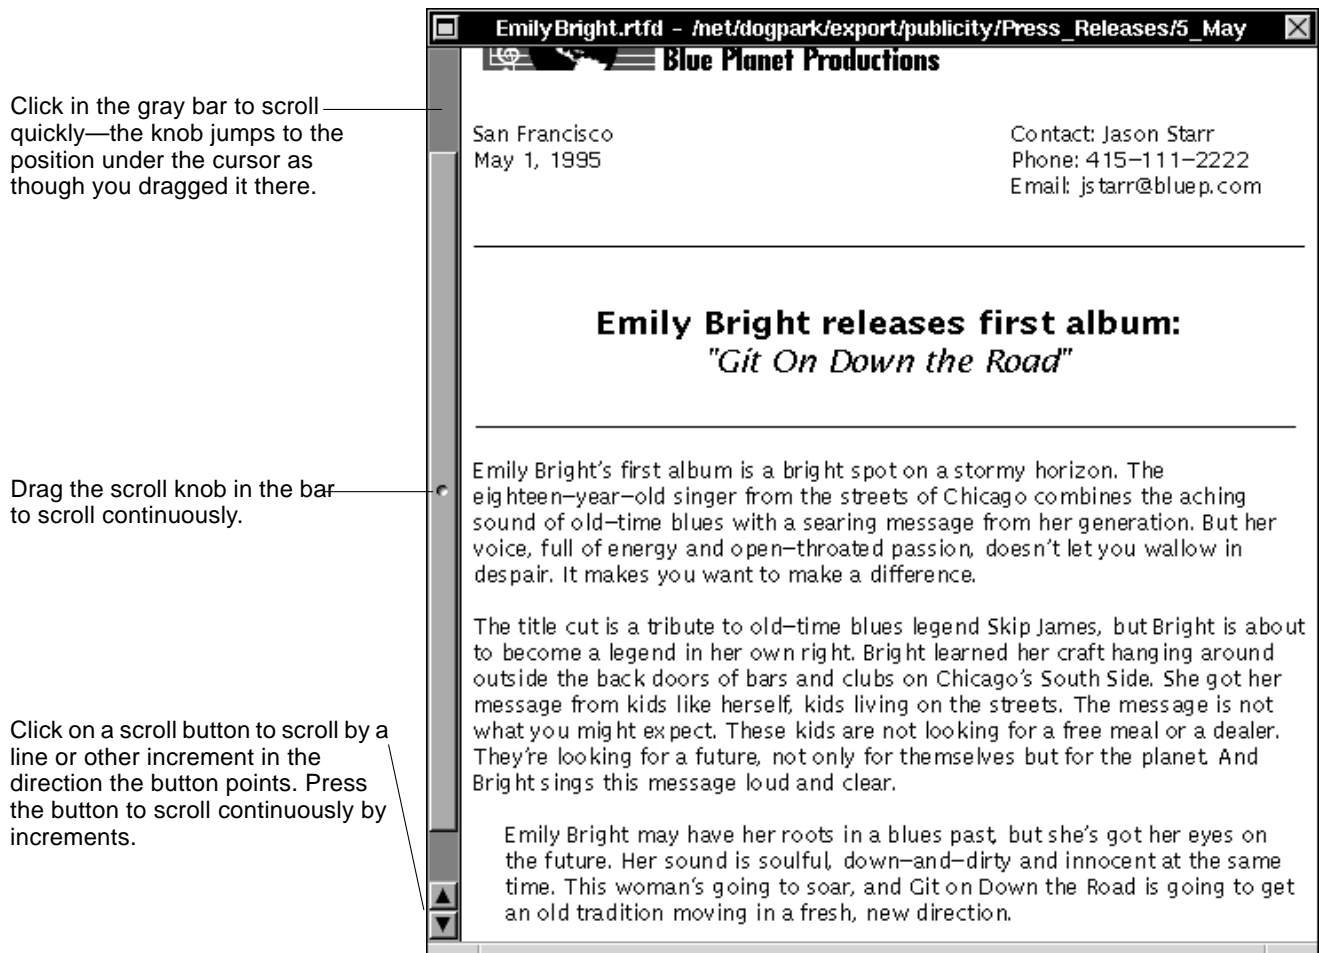 EmilyBright.rtfd – /net/dogpark/export/publicity/Press_Releases/5_May
Blue Planet Productions
Click in the gray bar to scroll
quickly—the knob jumps to the
position under the cursor as
though you dragged it there.
San Francisco
May 1, 1995
Contact: Jason Starr
Phone: 415–111–2222
Email: jstarr@bluep.com
Emily Bright releases first album:
"Git On Down the Road"
Drag the scroll knob in the bar
to scroll continuously.
Emily Bright's first album is a bright spot on a stormy horizon. The
eighteen–year–old singer from the streets of Chicago combines the aching
sound of old–time blues with a searing message from her generation. But her
voice, full of energy and open–throated passion, doesn't let you wallow in
despair. It makes you want to make a difference.
The title cut is a tribute to old–time blues legend Skip James, but Bright is about
to become a legend in her own right. Bright learned her craft hanging around
outside the back doors of bars and clubs on Chicago's South Side. She got her
message from kids like herself, kids living on the streets. The message is not
what you might expect. These kids are not looking for a free meal or a dealer.
They're looking for a future, not only for themselves but for the planet. And
Bright sings this message loud and clear.
Click on a scroll button to scroll by a
line or other increment in the
direction the button points. Press
the button to scroll continuously by
increments.
Emily Bright may have her roots in a blues past, but she's got her eyes on
the future. Her sound is soulful, down–and–dirty and innocent at the same
time. This woman's going to soar, and Git on Down the Road is going to get
an old tradition moving in a fresh, new direction.